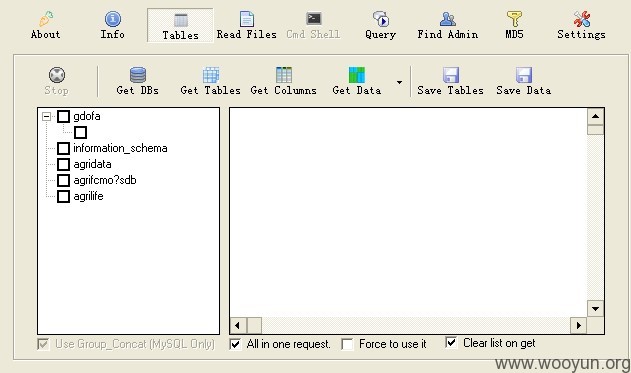 About Info Tables Read Files Cmd Shell Query Find Admin MD5 Settings
Stop Get DBs Get Tables Get Columns Get Data Save Tables Save Data
gdofa
information_schema
agridata
agrifcmo?sdb
agrilife
Use Group_Concat (MySQL Only) All in one request. Force to use it Clear list on get
www.wooyun.org